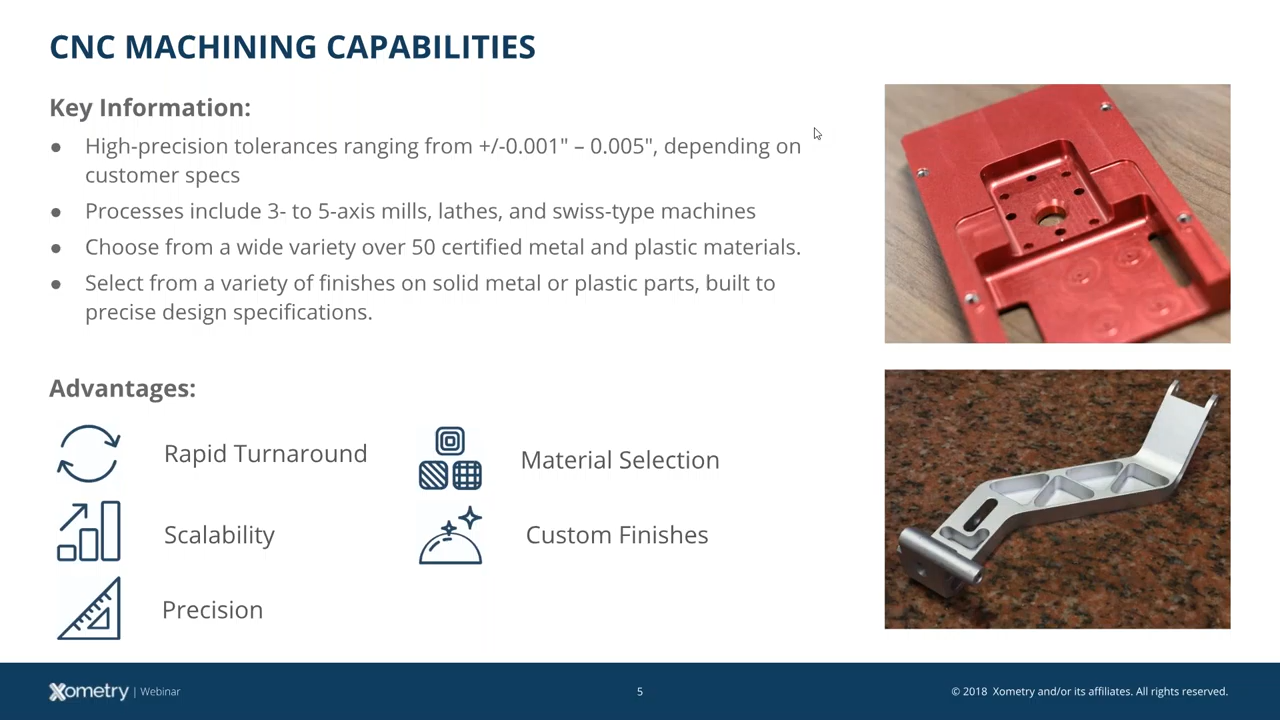 CNC MACHINING CAPABILITIES
Key Information:
● High-precision tolerances ranging from +/-0.001" – 0.005", depending on
customer specs
● Processes include 3- to 5-axis mills, lathes, and swiss-type machines
● Choose from a wide variety over 50 certified metal and plastic materials.
● Select from a variety of finishes on solid metal or plastic parts, built to
precise design specifications.
Advantages:
Rapid Turnaround
Material Selection
Scalability
Custom Finishes
Precision
Xometry | Webinar
5
© 2018 Xometry and/or its affiliates. All rights reserved.